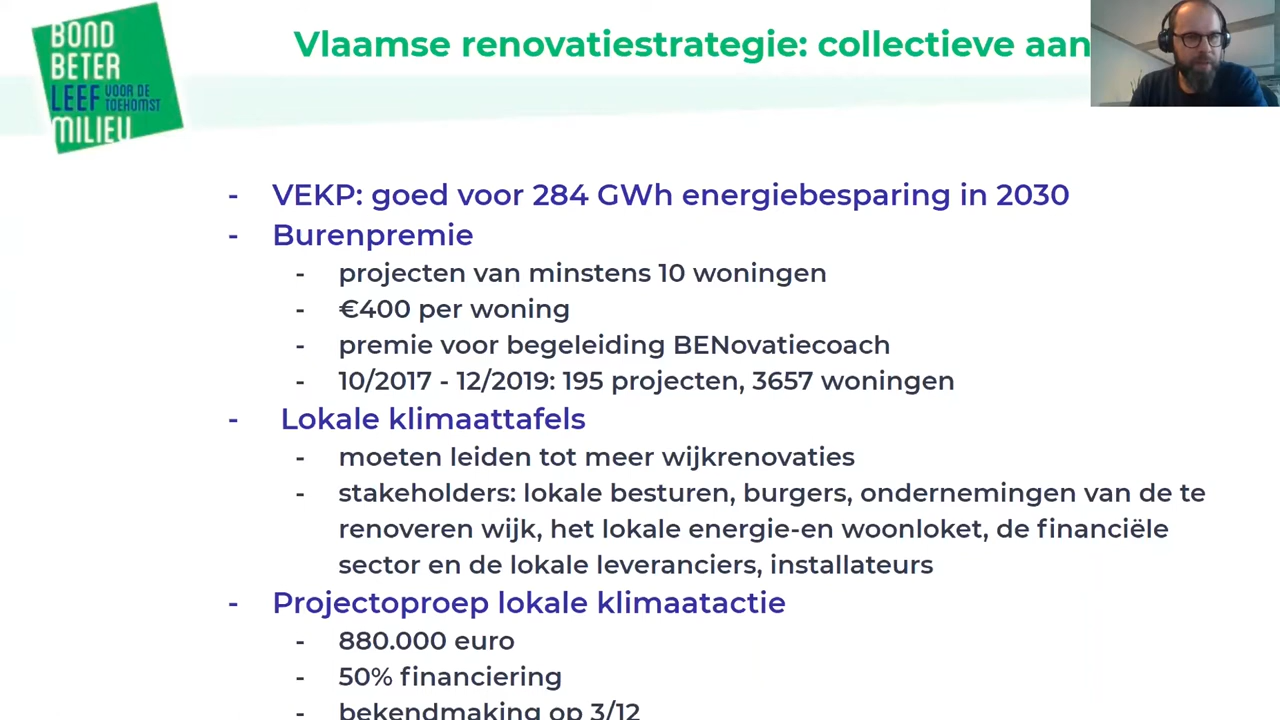 BOND
BETER
LEEF VOOR DE TOEKOMST
MILIEU
Vlaamse renovatiestrategie: collectieve aan
- VEKP: goed voor 284 GWh energiebesparing in 2030
- Burenpremie
- projecten van minstens 10 woningen
- €400 per woning
- premie voor begeleiding BENovatiecoach
- 10/2017 - 12/2019: 195 projecten, 3657 woningen
- Lokale klimaattafels
- moeten leiden tot meer wijkrenovaties
- stakeholders: lokale besturen, burgers, ondernemingen van de te
renoveren wijk, het lokale energie-en woonloket, de financiële
sector en de lokale leveranciers, installateurs
- Projectoproep lokale klimaatactie
- 880.000 euro
- 50% financiering
- bekendmaking op 3/12